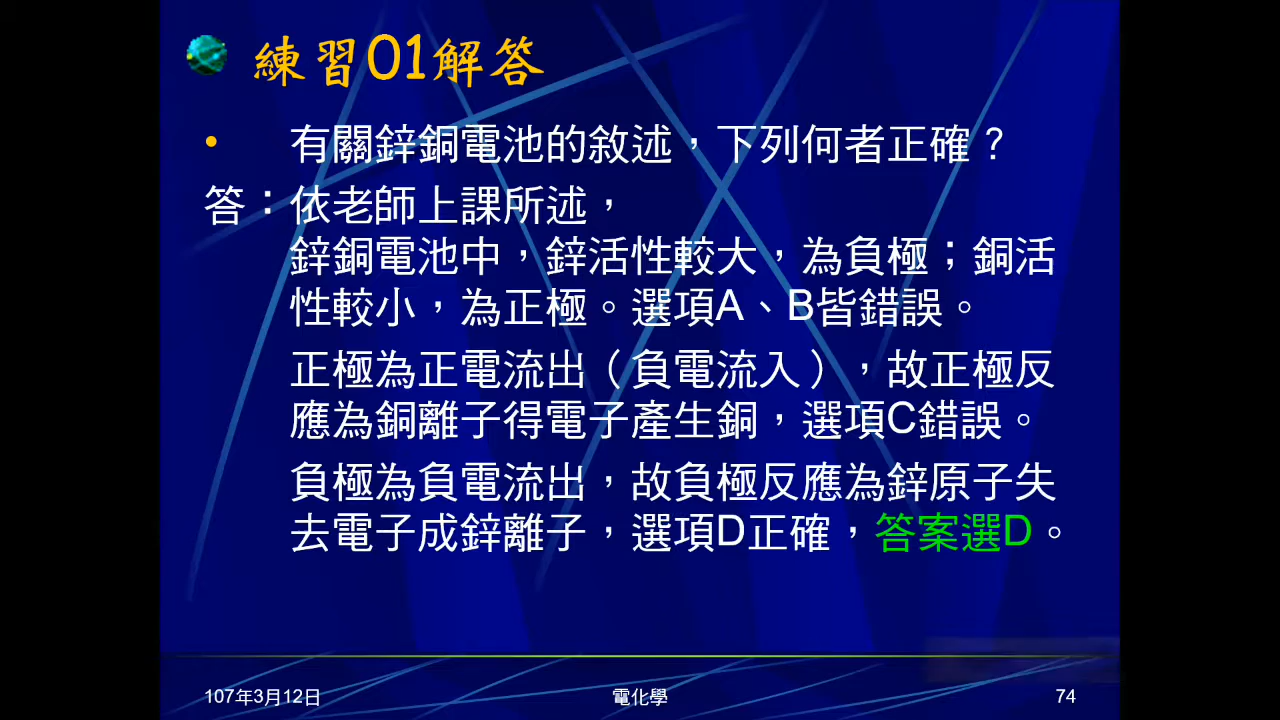 練習01解答
• 有關鋅銅電池的敘述，下列何者正確？
答：依老師上課所述，
鋅銅電池中，鋅活性較大，為負極；銅活
性較小，為正極。選項A、B皆錯誤。
正極為正電流出（負電流入），故正極反
應為銅離子得電子產生銅，選項C錯誤。
負極為負電流出，故負極反應為鋅原子失
去電子成鋅離子，選項D正確，答案選D。
107年3月12日 電化學 74